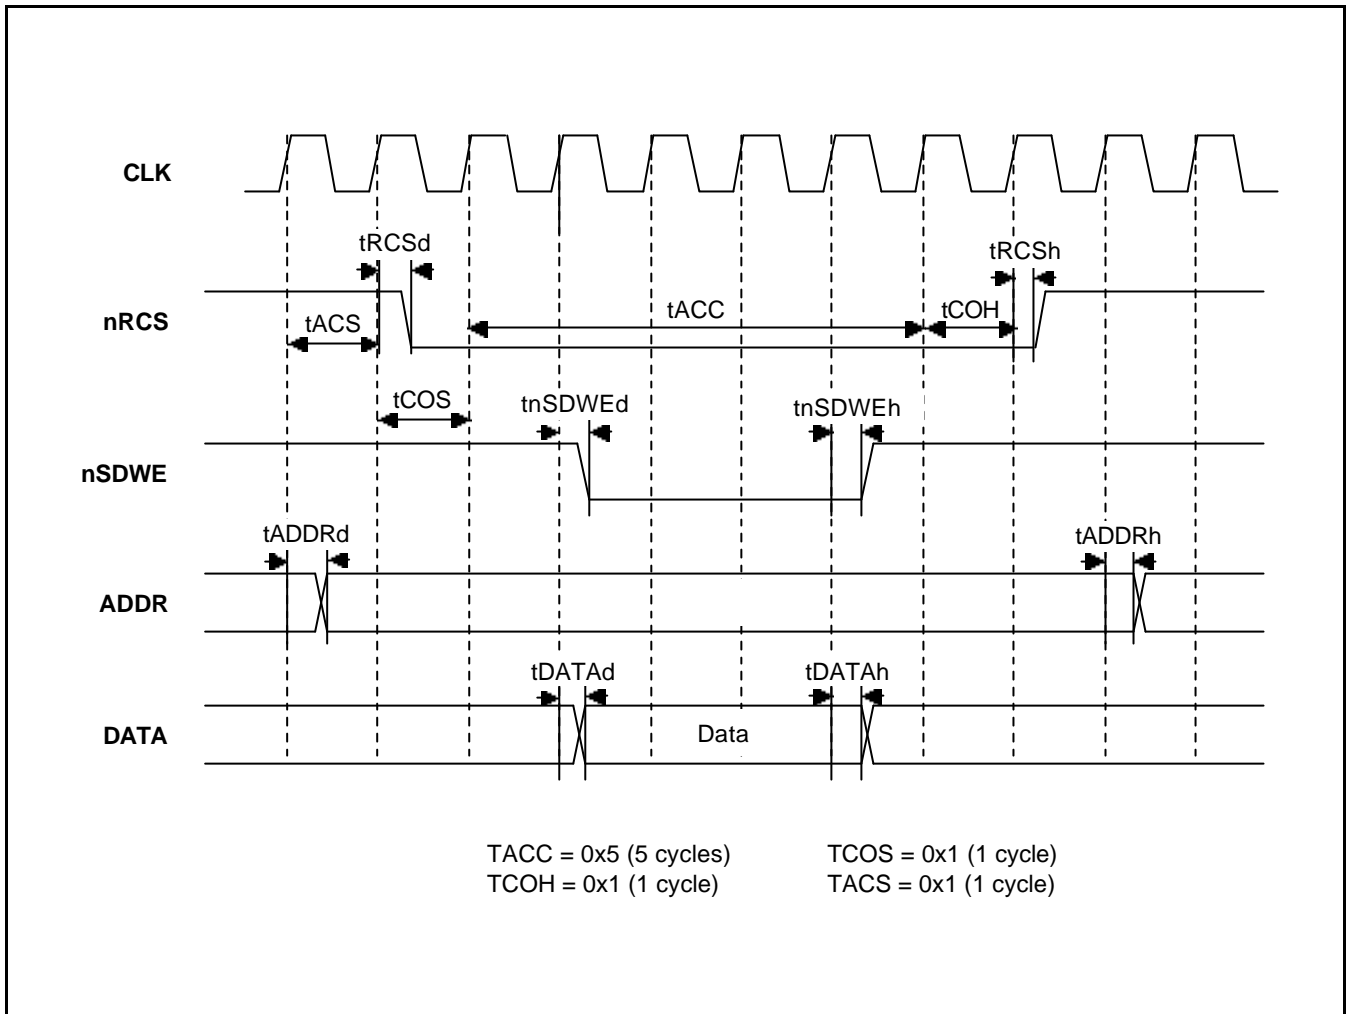 CLK
tRCSd
tRCSh
nRCS
tACS
tACC
tCOH
tCOS
tnSDWEd
tnSDWEh
nSDWE
tADDRd
tADDRh
ADDR
tDATAd
tDATAh
DATA
Data
TACC = 0x5 (5 cycles)
TCOS = 0x1 (1 cycle)
TCOH = 0x1 (1 cycle)
TACS = 0x1 (1 cycle)